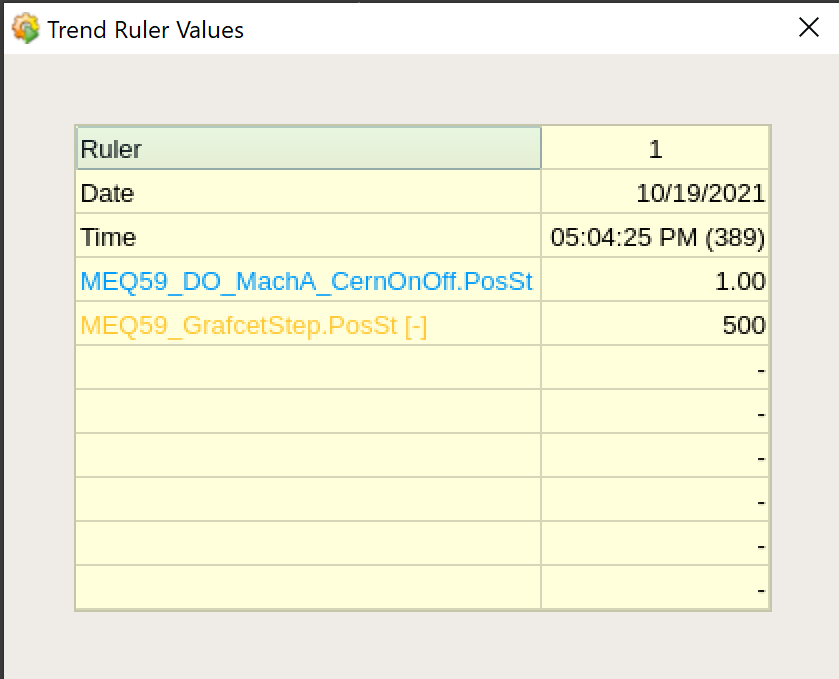 Trend Ruler Values
Ruler 1
Date 10/19/2021
Time 05:04:25 PM (389)
MEQ59_DO_MachA_CernOnOff.PosSt 1.00
MEQ59_GrafcetStep.PosSt [-] 500
-
-
-
-
-
-